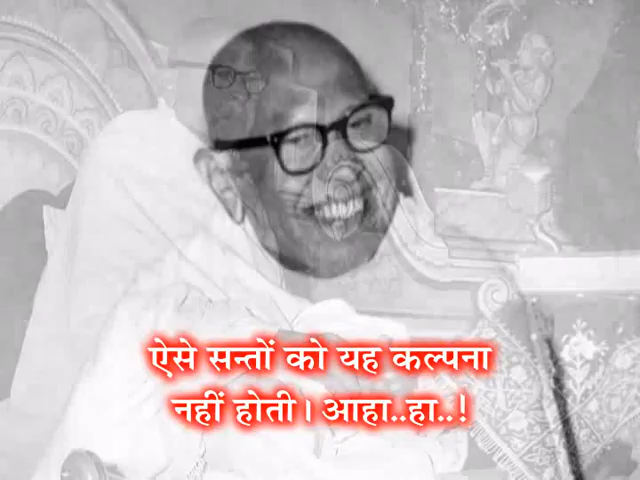 ऐसे सन्तों को यह कल्पना
नहीं होती। आहा..हा..!